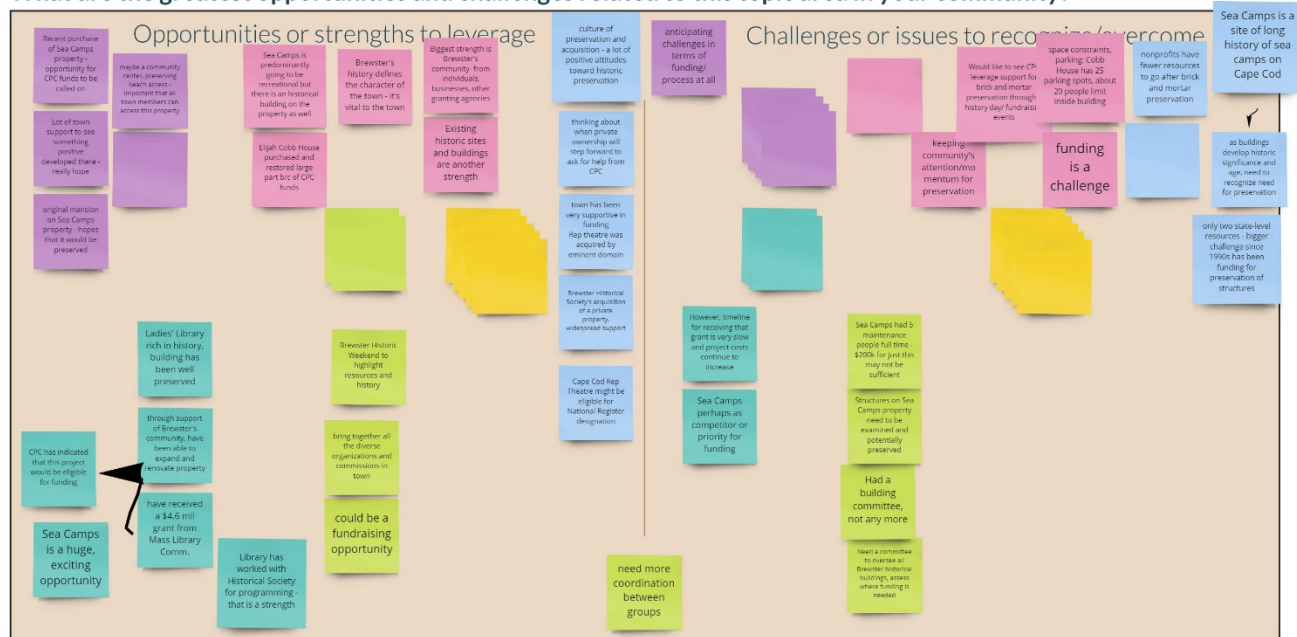 Opportunities or strengths to leverage
Recent purchase
of Sea Camps
property -
opportunity for
CPC funds to be
called on
Lot of town
support to see
something
positive
developed there -
really hope
original mansion
on Sea Camps
property - hopes
that it would be
preserved
maybe a community
center, preserving
beach access -
important that all
town members can
access this property
Sea Camps is
predominantly
going to be
recreational but
there is an historical
building on the
property as well
Elijah Cobb House
purchased and
restored large
part b/c of CPC
funds
Brewster's
history defines
the character of
the town - it's
vital to the town
Biggest strength is
Brewster's
community- from
individuals,
businesses, other
granting agencies
Existing
historic sites
and buildings
are another
strength
culture of
preservation and
acquisition - a lot of
positive attitudes
toward historic
preservation
thinking about
when private
ownership will
step forward to
ask for help from
CPC
town has been
very supportive in
funding
Rep theatre was
acquired by
eminent domain
Brewster Historical
Society's acquisition
of a private
property,
widespread support
Cape Cod Rep
Theatre might be
eligible for
National Register
designation
Ladies' Library
rich in history,
building has
been well
preserved
through support
of Brewster's
community, have
been able to
expand and
renovate property
have received
a $4.6 mil
grant from
Mass Library
Comm.
CPC has indicated
that this project
would be eligible
for funding
Sea Camps
is a huge,
exciting
opportunity
Library has
worked with
Historical Society
for programming -
that is a strength
Brewster Historic
Weekend to
highlight
resources and
history
bring together all
the diverse
organizations and
commissions in
town
could be a
fundraising
opportunity
need more
coordination
between
groups
Challenges or issues to recognize/overcome
anticipating
challenges in
terms of
funding/
process at all
Would like to see CPC
leverage support for
brick and mortar
preservation through
history day/ fundraising
events
keeping
community's
attention/mo
mentum for
preservation
space constraints,
parking: Cobb
House has 25
parking spots, about
20 people limit
inside building
funding
is a
challenge
nonprofits have
fewer resources
to go after brick
and mortar
preservation
Sea Camps is a
site of long
history of sea
camps on
Cape Cod
as buildings
develop historic
significance and
age, need to
recognize need
for preservation
only two state-level
resources - bigger
challenge since
1990s has been
funding for
preservation of
structures
However, timeline
for receiving that
grant is very slow
and project costs
continue to
increase
Sea Camps
perhaps as
competitor or
priority for
funding
Sea Camps had 5
maintenance
people full time -
$200k for just this
may not be
sufficient
Structures on Sea
Camps property
need to be
examined and
potentially
preserved
Had a
building
committee,
not any more
Need a committee
to oversee all
Brewster historical
buildings, assess
where funding is
needed